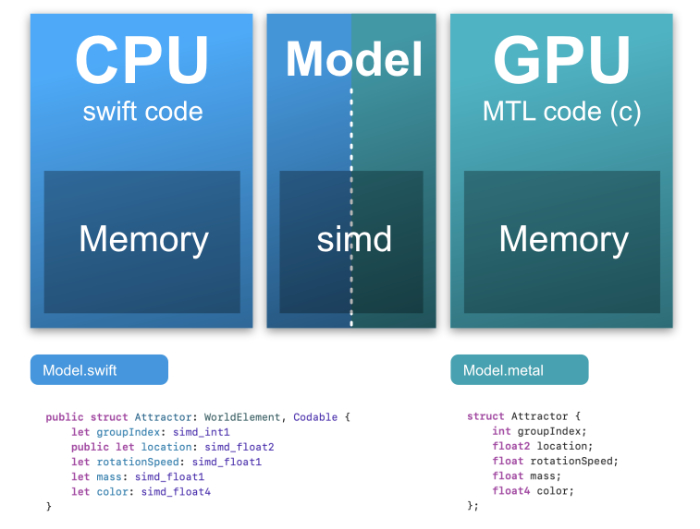 CPU
swift code
Memory
Model
simd
GPU
MTL code (c)
Memory
Model.swift
public struct Attractor: WorldElement, Codable {
    let groupIndex: simd_int1
    public let location: simd_float2
    let rotationSpeed: simd_float1
    let mass: simd_float1
    let color: simd_float4
}
Model.metal
struct Attractor {
    int groupIndex;
    float2 location;
    float rotationSpeed;
    float mass;
    float4 color;
};